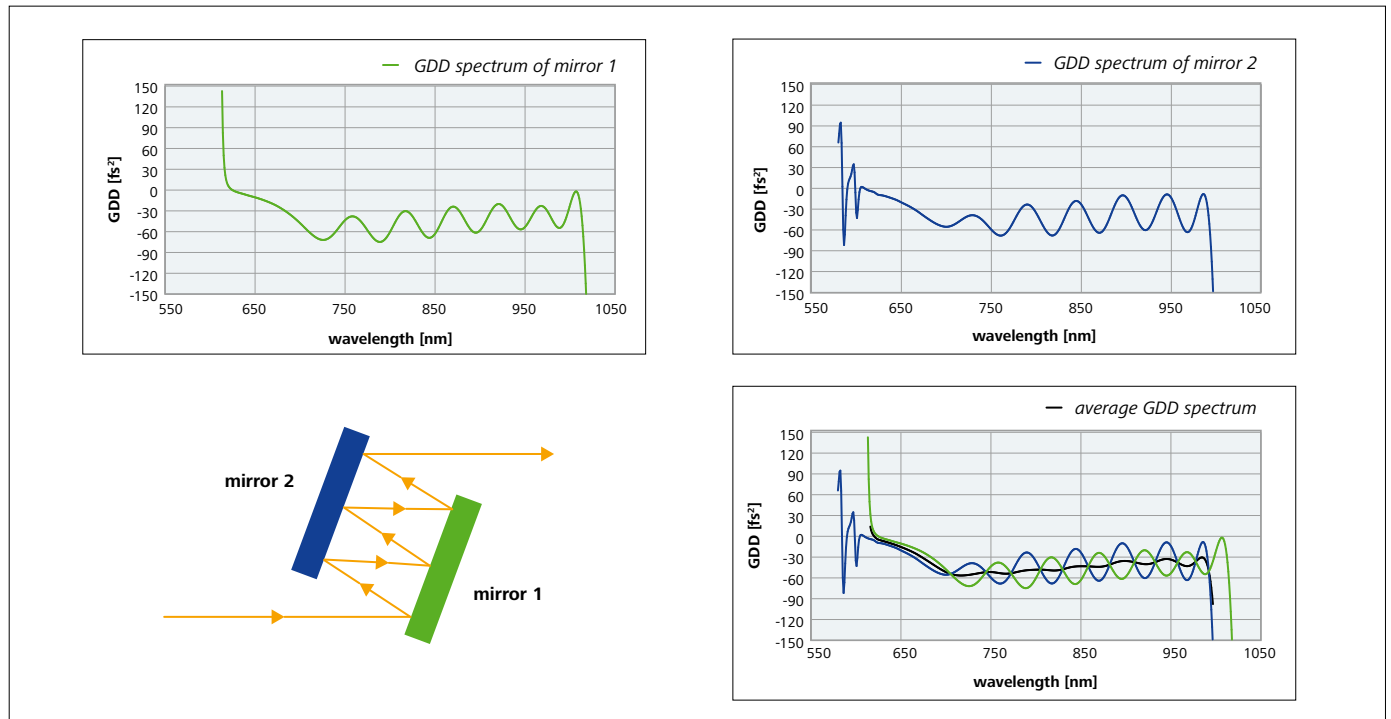 GDD spectrum of mirror 1
150
120
90
60
30
0
-30
-60
-90
-120
-150
GDD [fs²]
550 650 750 850 950 1050
wavelength [nm]
GDD spectrum of mirror 2
150
120
90
60
30
0
-30
-60
-90
-120
-150
GDD [fs²]
550 650 750 850 950 1050
wavelength [nm]
mirror 2
mirror 1
average GDD spectrum
150
120
90
60
30
0
-30
-60
-90
-120
-150
GDD [fs²]
550 650 750 850 950 1050
wavelength [nm]